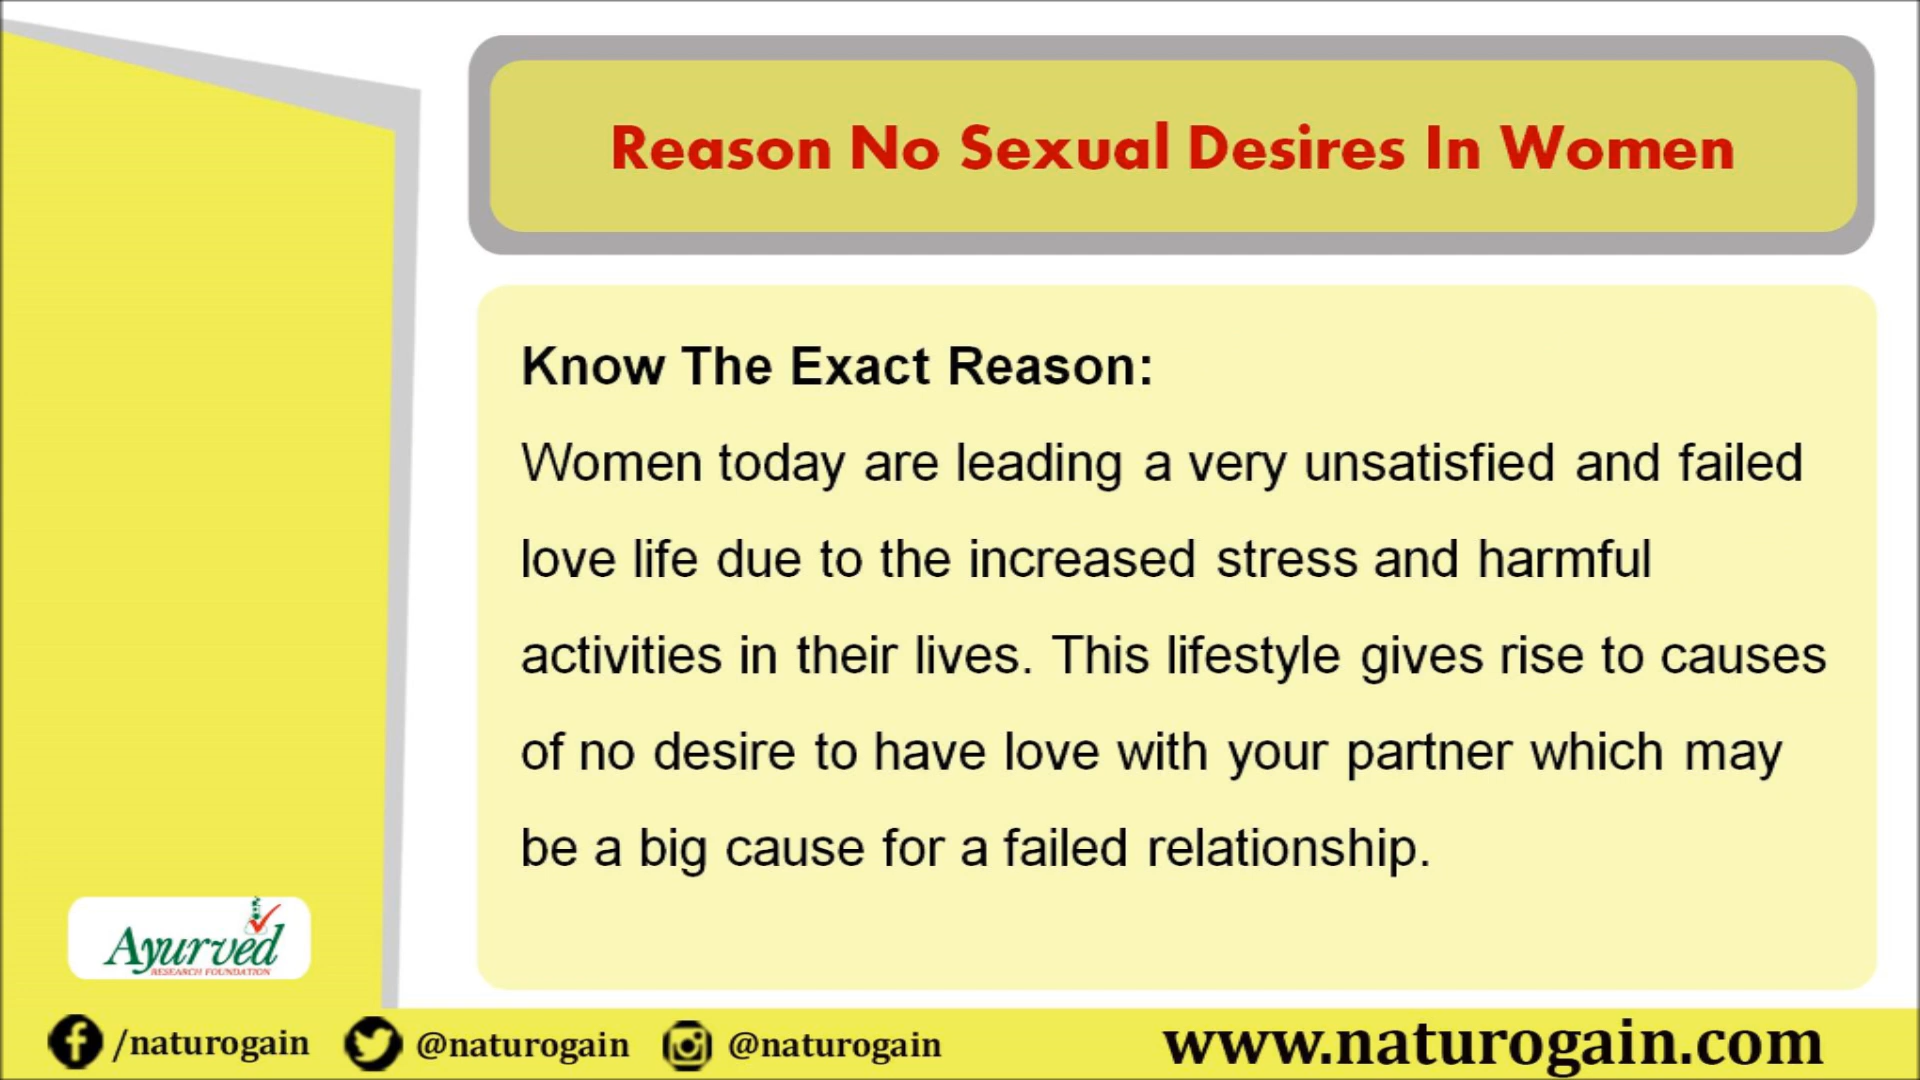 Reason No Sexual Desires In Women
Know The Exact Reason:
Women today are leading a very unsatisfied and failed
love life due to the increased stress and harmful
activities in their lives. This lifestyle gives rise to causes
of no desire to have love with your partner which may
be a big cause for a failed relationship.
Ayurved
RESEARCH FOUNDATION
/naturogain @naturogain @naturogain www.naturogain.com